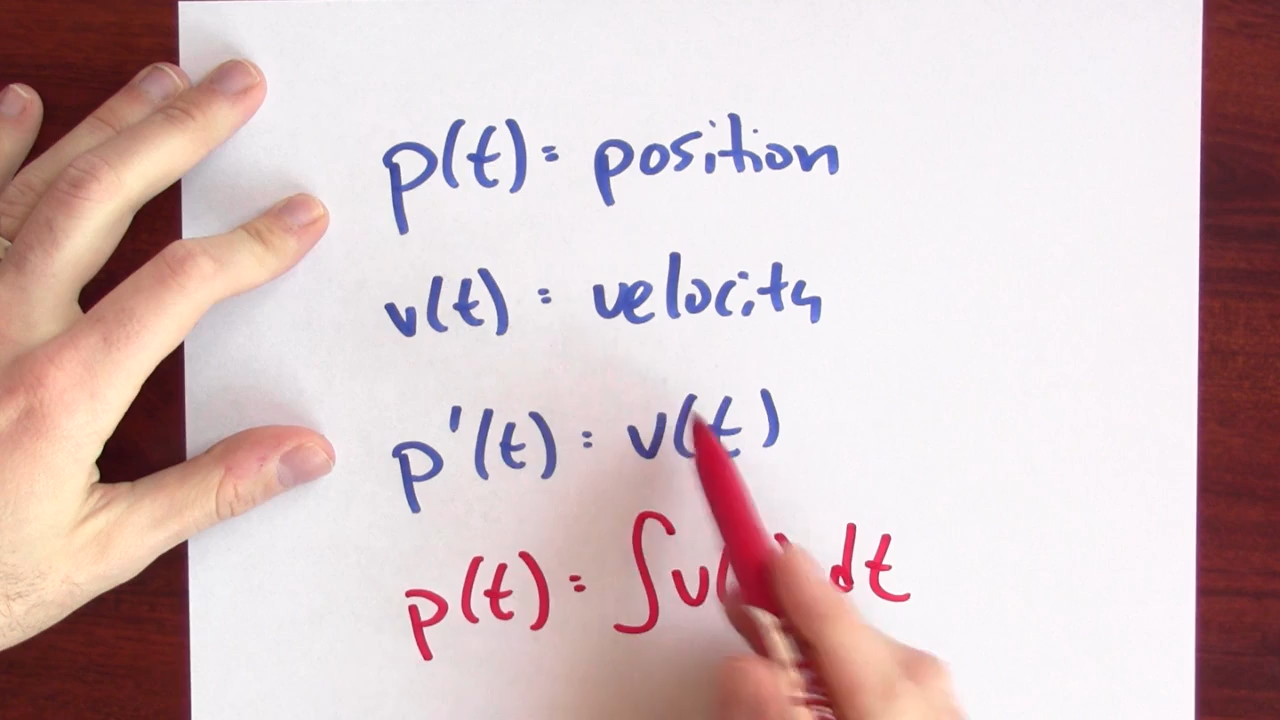 p(t) = position
v(t) = velocity
p'(t) = v(t)
p(t) = ∫v( ) dt